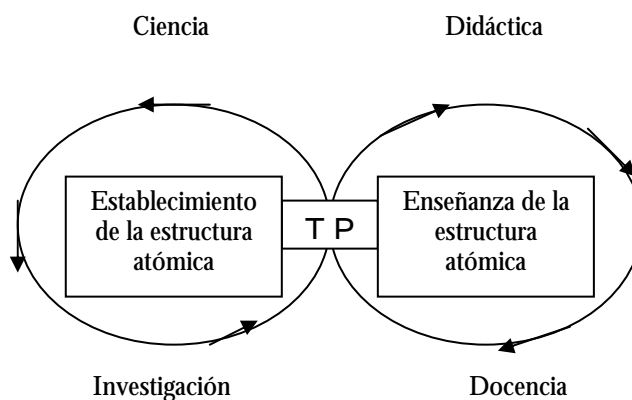 Ciencia
Didáctica
Establecimiento
de la estructura
atómica
T P
Enseñanza de la
estructura
atómica
Investigación
Docencia